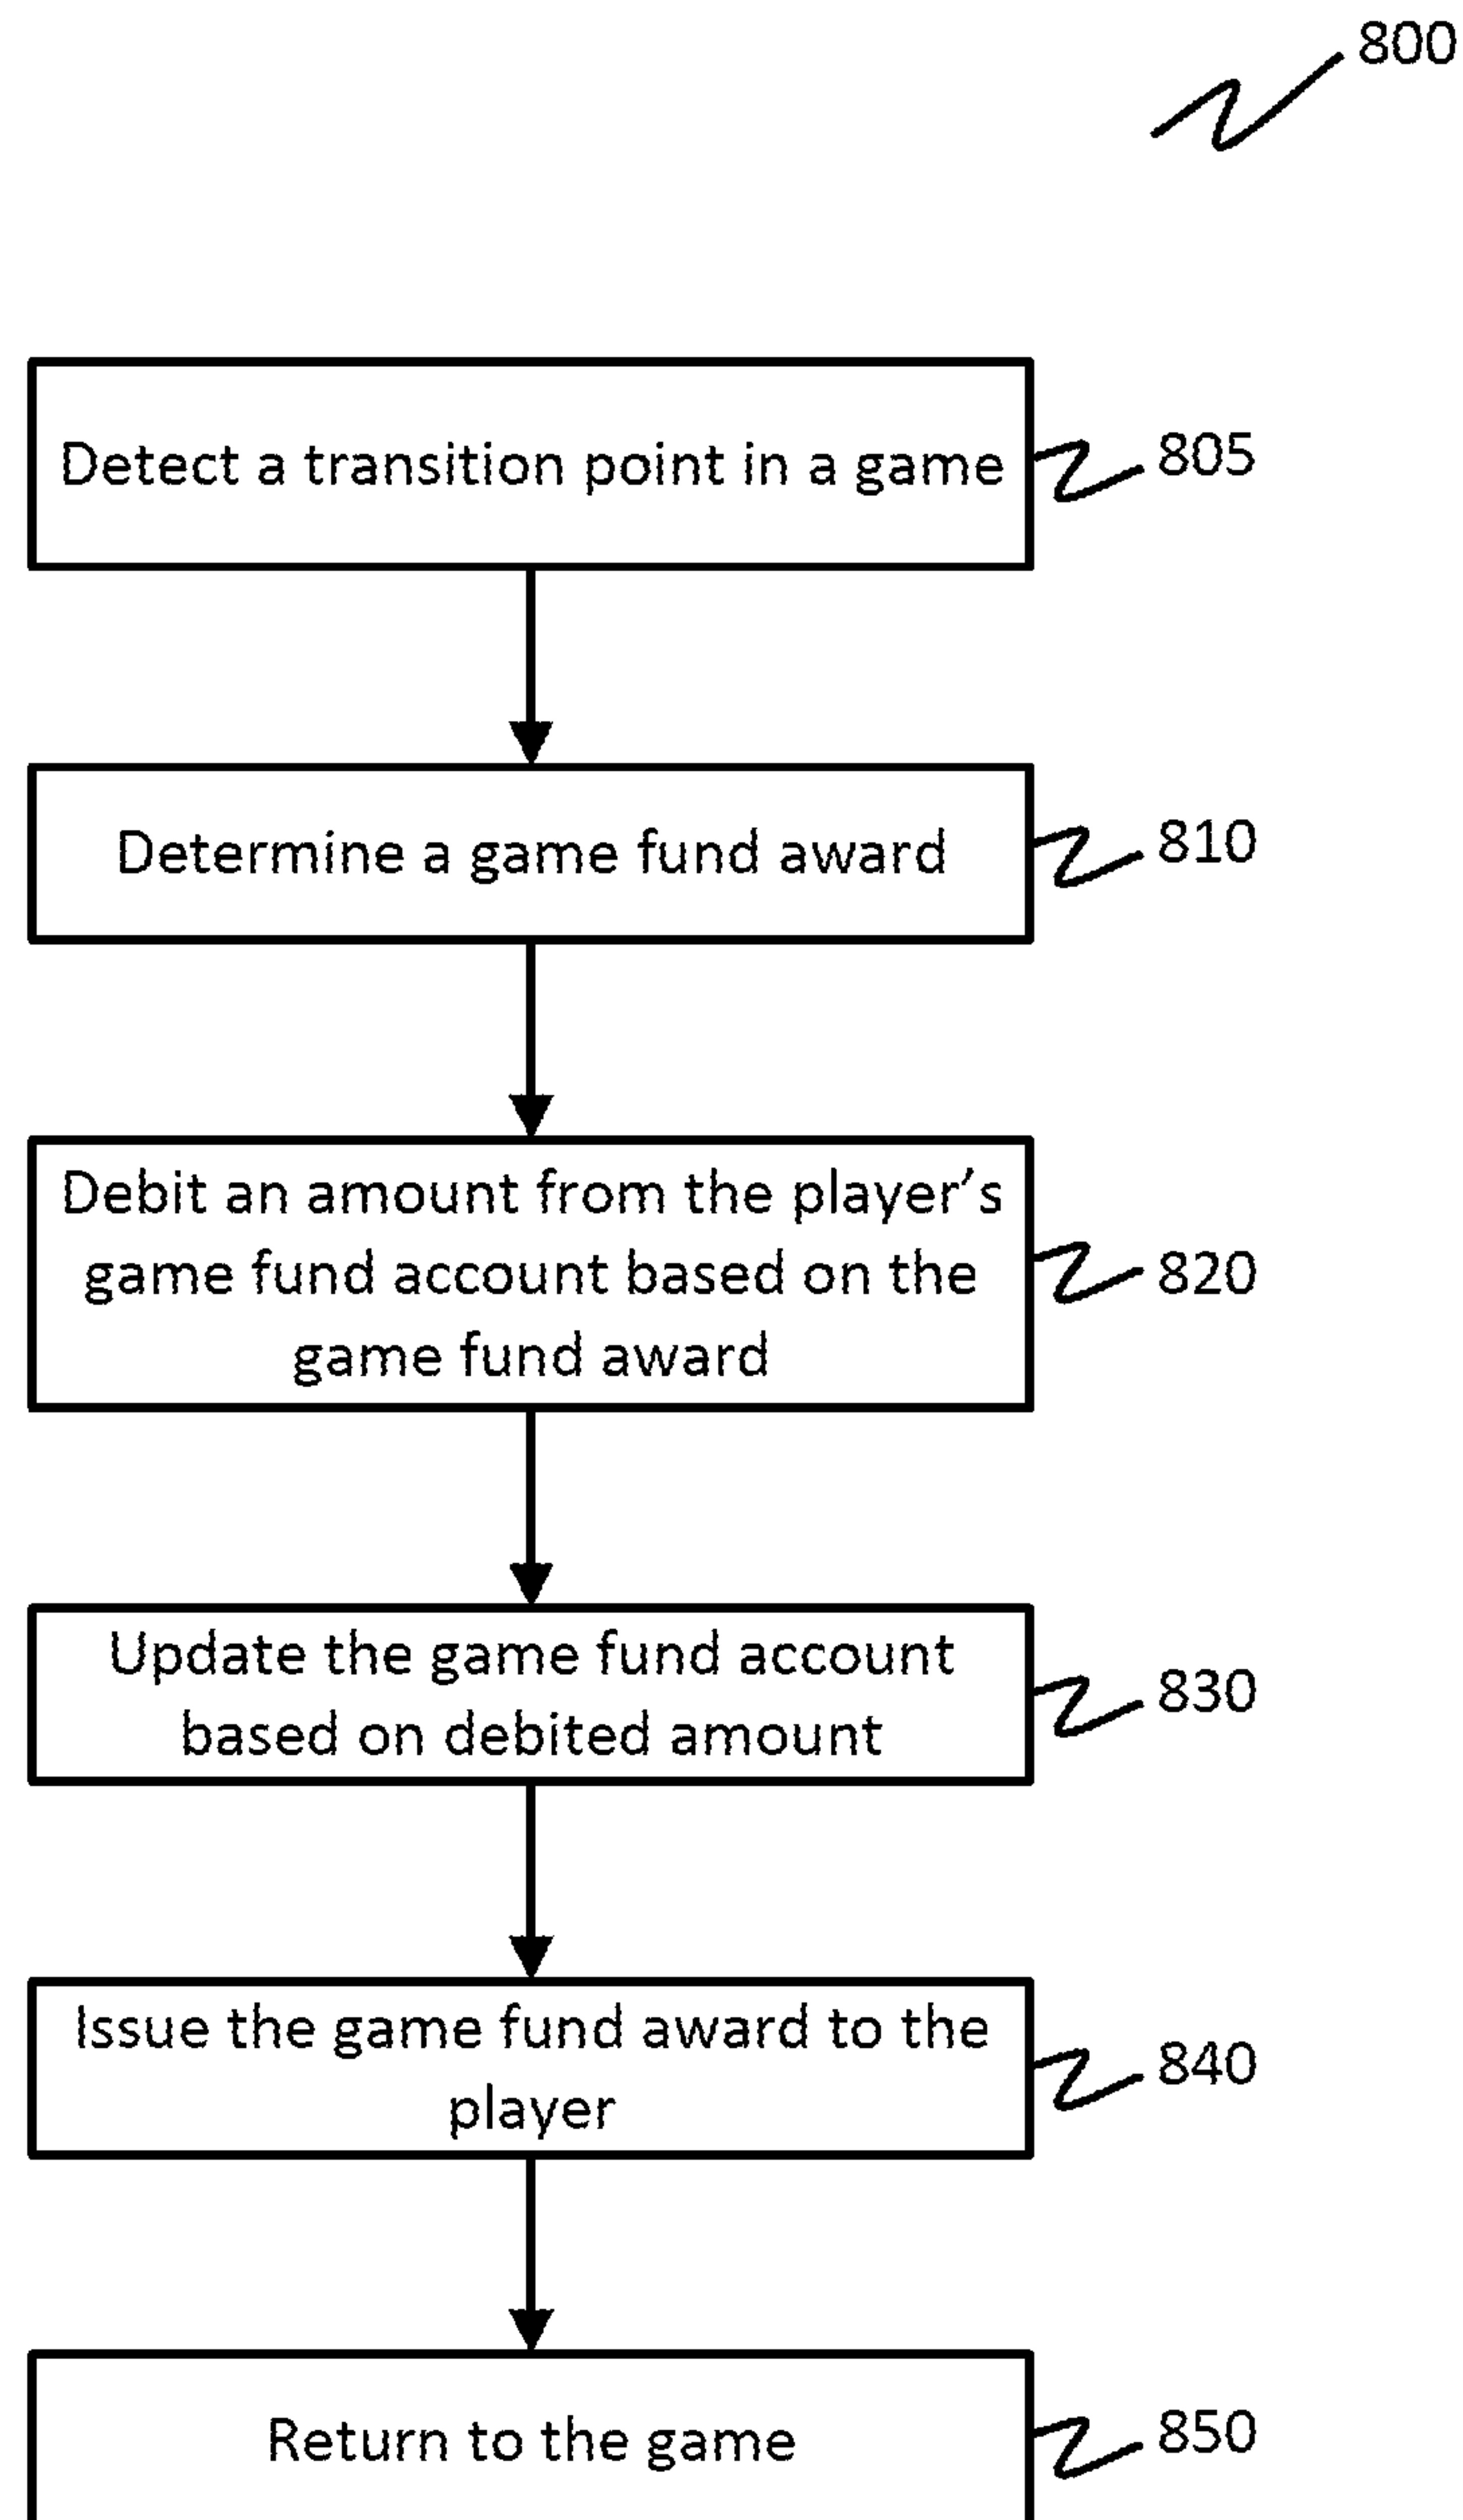 800
Detect a transition point in a game
805
Determine a game fund award
810
Debit an amount from the player's
game fund account based on the
game fund award
820
Update the game fund account
based on debited amount
830
Issue the game fund award to the
player
840
Return to the game
850